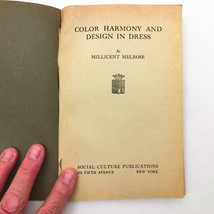 COLOR HARMONY AND
DESIGN IN DRESS
By
MILLICENT MELROSE
SOCIAL CULTURE PUBLICATIONS
FIFTH AVENUE NEW YORK